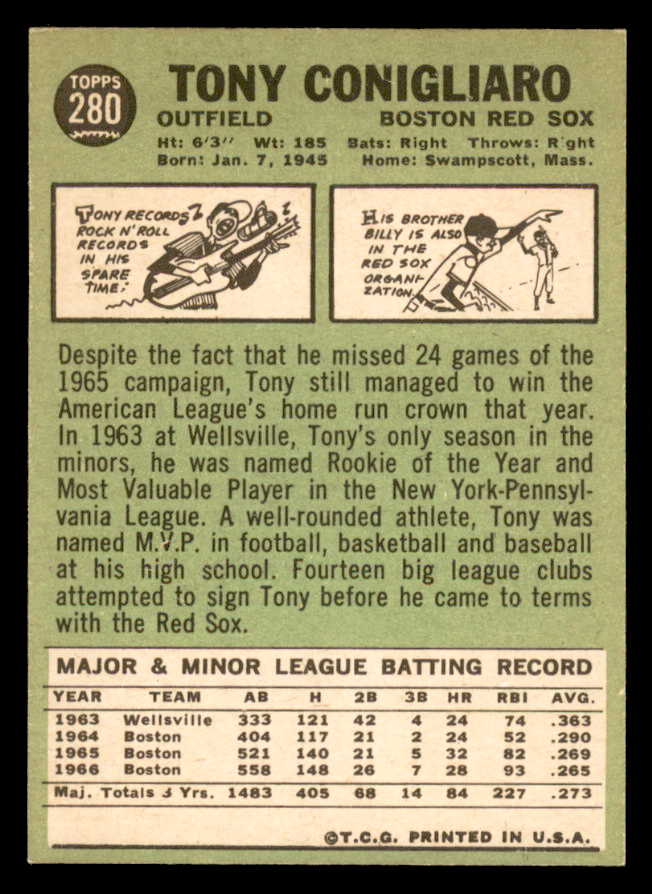 TOPPS
280
TONY CONIGLIARO
OUTFIELD BOSTON RED SOX
Ht: 6'3" Wt: 185 Bats: Right Throws: Right
Born: Jan. 7, 1945 Home: Swampscott, Mass.
TONY RECORDS
ROCK N' ROLL
RECORDS
IN HIS
SPARE
TIME.
HIS BROTHER
BILLY IS ALSO
IN THE
RED SOX
ORGANI-
ZATION.
Despite the fact that he missed 24 games of the
1965 campaign, Tony still managed to win the
American League's home run crown that year.
In 1963 at Wellsville, Tony's only season in the
minors, he was named Rookie of the Year and
Most Valuable Player in the New York-Pennsyl-
vania League. A well-rounded athlete, Tony was
named M.V.P. in football, basketball and baseball
at his high school. Fourteen big league clubs
attempted to sign Tony before he came to terms
with the Red Sox.
MAJOR & MINOR LEAGUE BATTING RECORD
YEAR TEAM AB H 2B 3B HR RBI AVG.
1963 Wellsville 333 121 42 4 24 74 .363
1964 Boston 404 117 21 2 24 52 .290
1965 Boston 521 140 21 5 32 82 .269
1966 Boston 558 148 26 7 28 93 .265
Maj. Totals 3 Yrs. 1483 405 68 14 84 227 .273
©T.C.G. PRINTED IN U.S.A.